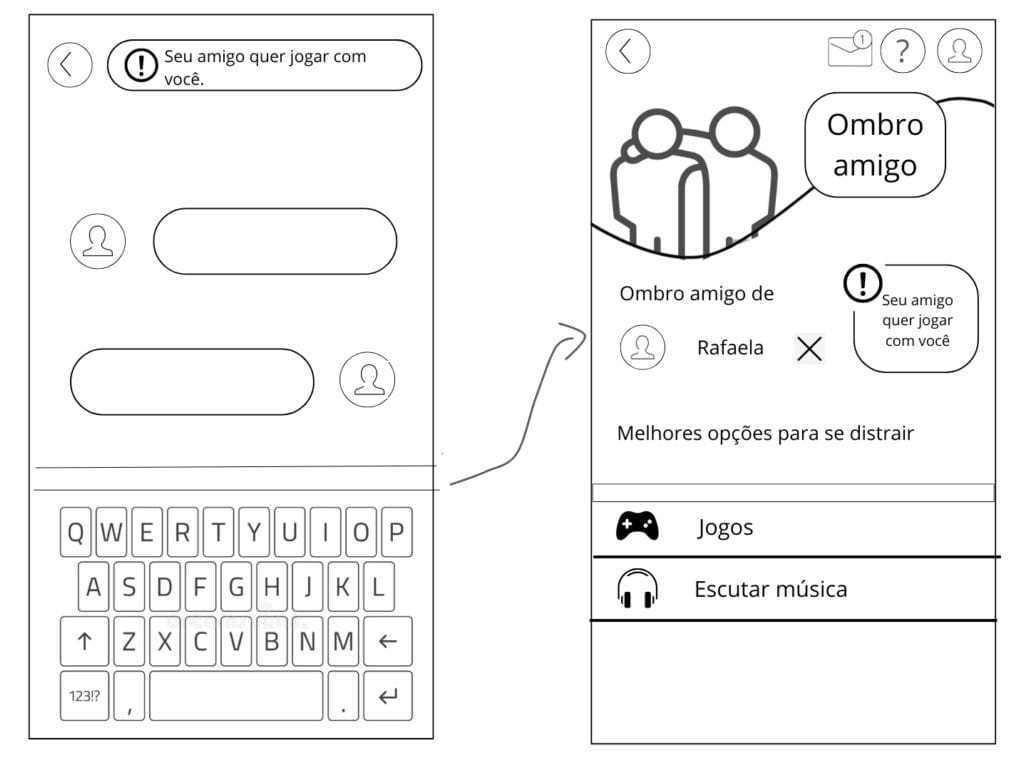 Seu amigo quer jogar com
você.
Q W E R T Y U I O P
A S D F G H J K L
↑ Z X C V B N M ←
123!? , . ↵
1
?
Ombro
amigo
Ombro amigo de
Rafaela
Seu amigo
quer jogar
com você
Melhores opções para se distrair
Jogos
Escutar música